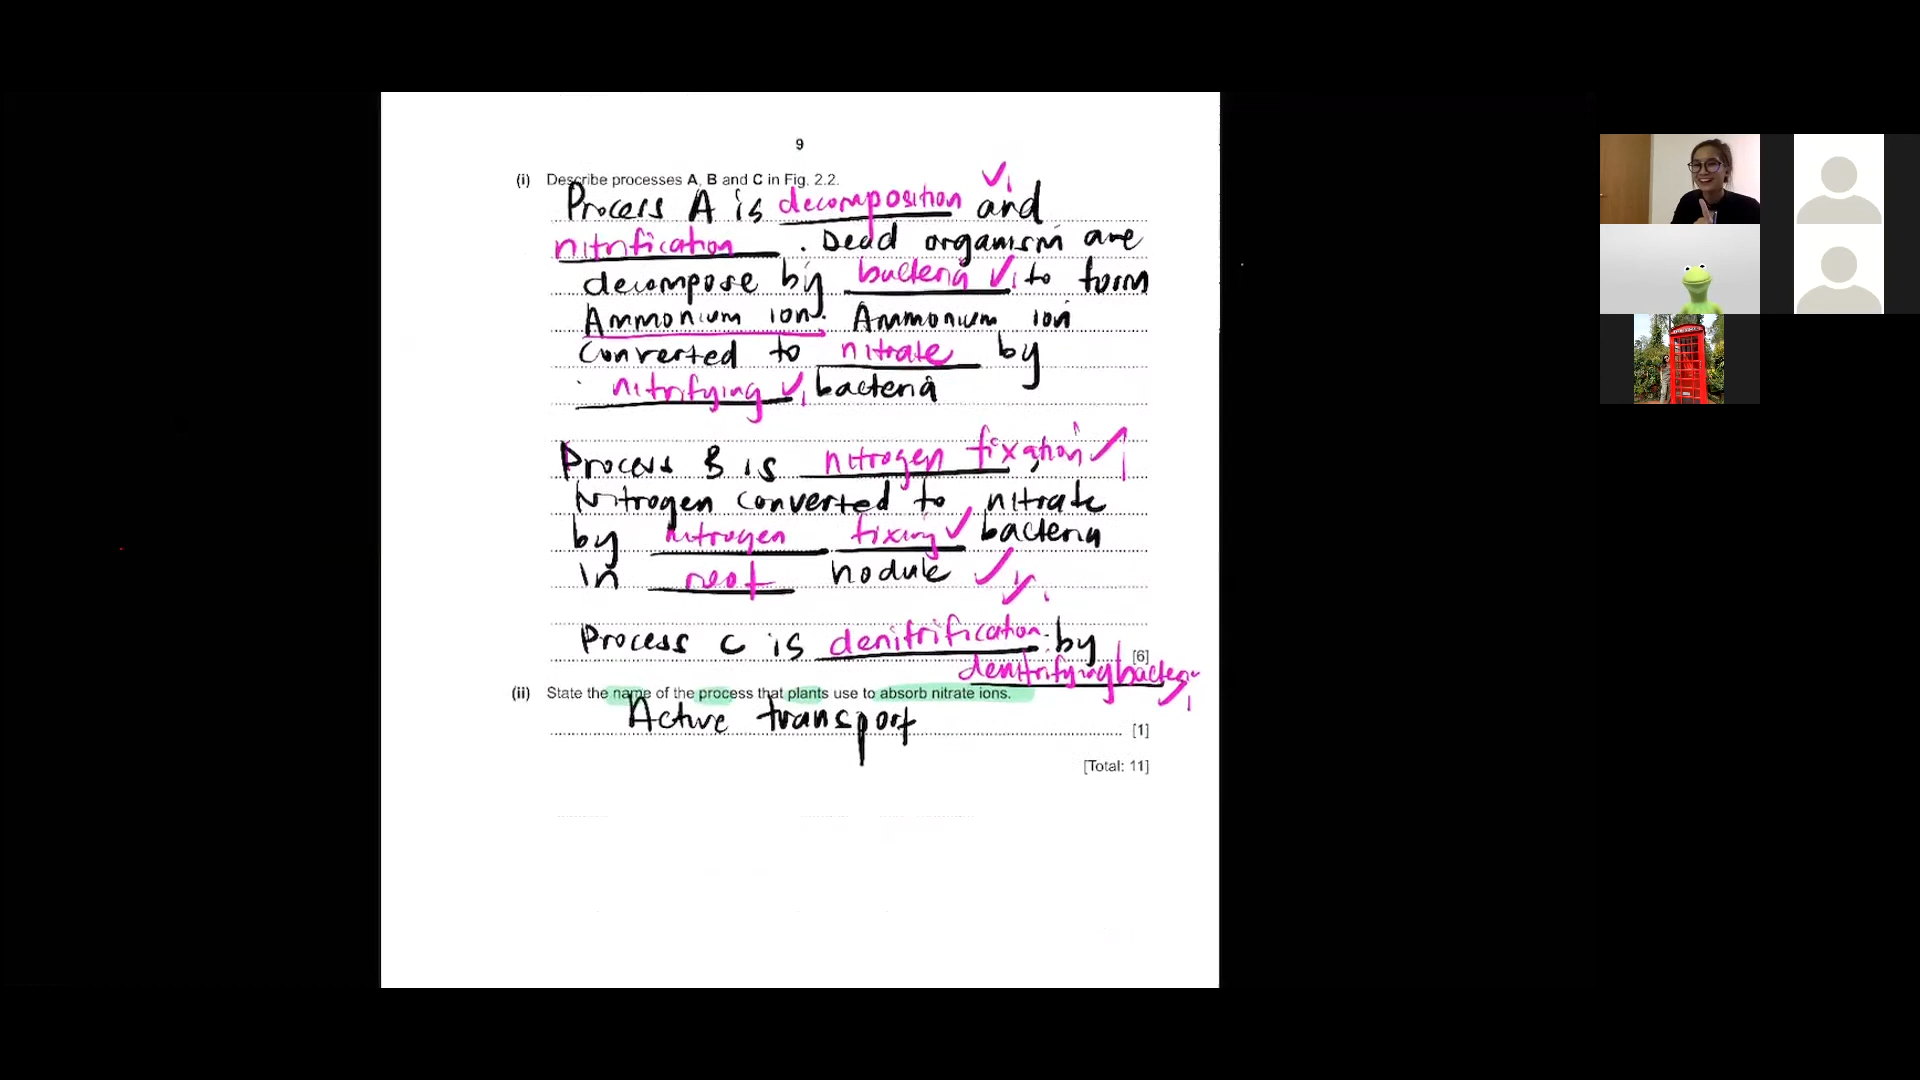 9
(i) Describe processes A, B and C in Fig. 2.2.
Process A is decomposition and
nitrification . Dead organism are
decompose by bacteria to form
Ammonium ion. Ammonium ion
converted to nitrate by
nitrifying bacteria
Process B is nitrogen fixation,
Nitrogen converted to nitrate
by nitrogen fixing bacteria
in root nodule
Process C is denitrification by
[6]
denitrifying bacteria
(ii) State the name of the process that plants use to absorb nitrate ions.
Active transport
[1]
[Total: 11]